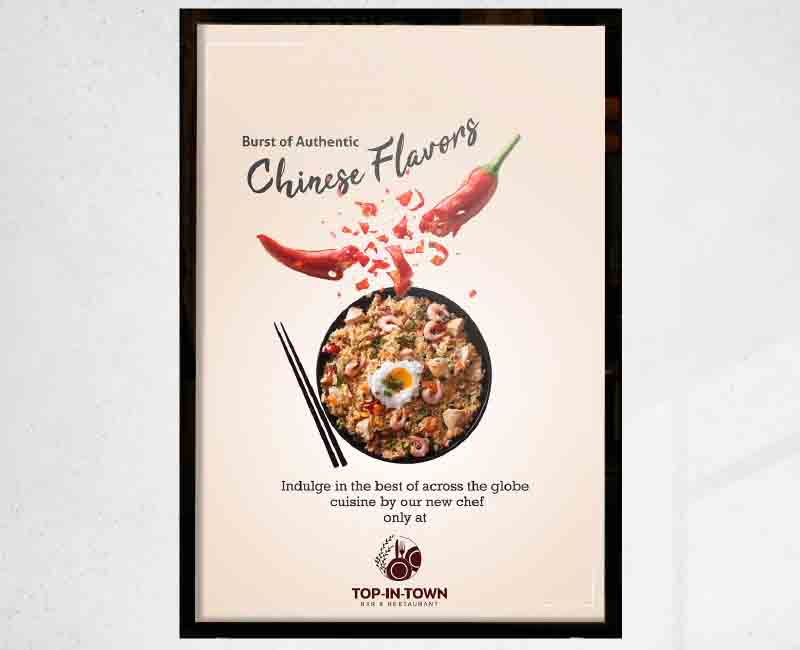 Burst of Authentic
Chinese Flavors
Indulge in the best of across the globe
cuisine by our new chef
only at
TOP-IN-TOWN
BAR & RESTAURANT